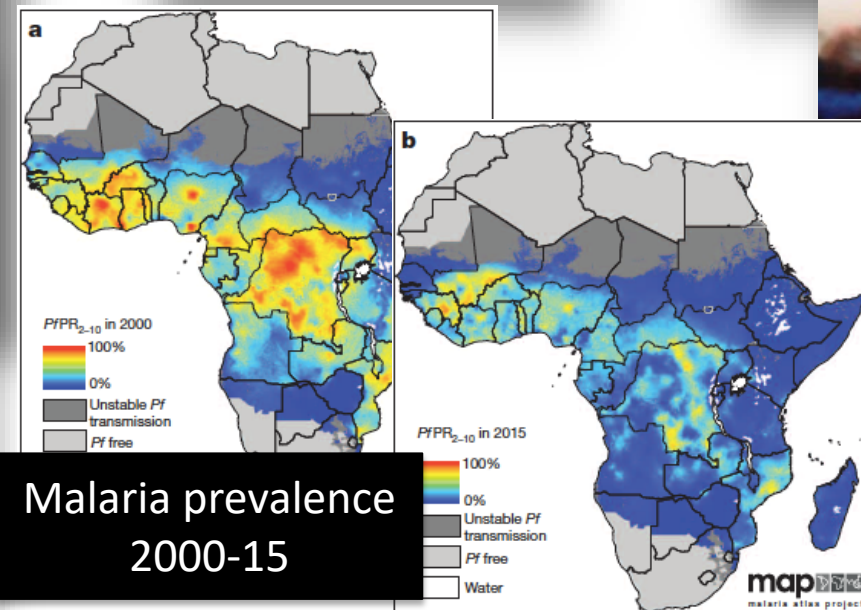 a
PfPR2–10 in 2000
100%
0%
Unstable Pf
transmission
Pf free
b
PfPR2–10 in 2015
100%
0%
Unstable Pf
transmission
Pf free
Water
Malaria prevalence
2000-15
map
malaria atlas project